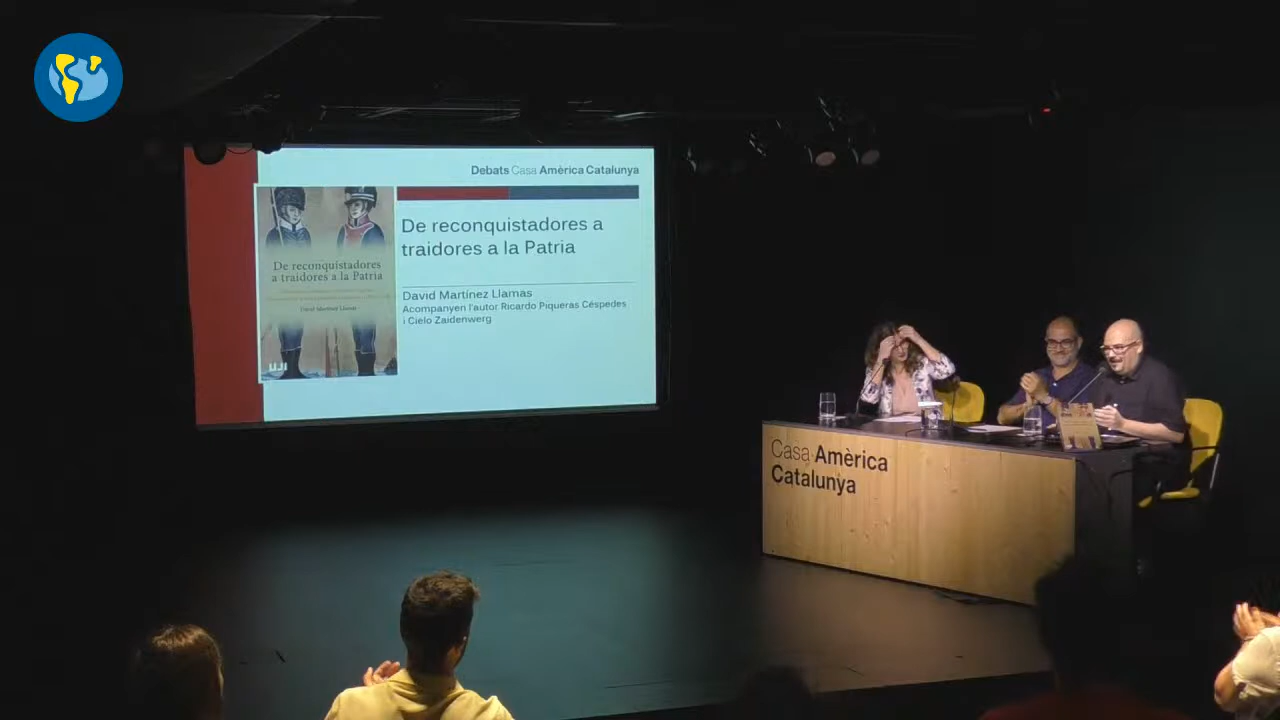 Debats Casa Amèrica Catalunya
De reconquistadores a
traidores a la Patria
David Martínez Llamas
Acompanyen l'autor Ricardo Piqueras Céspedes
i Cielo Zaidenwerg
De reconquistadores
a traidores a la Patria
David Martínez Llamas
UJI
Casa Amèrica
Catalunya